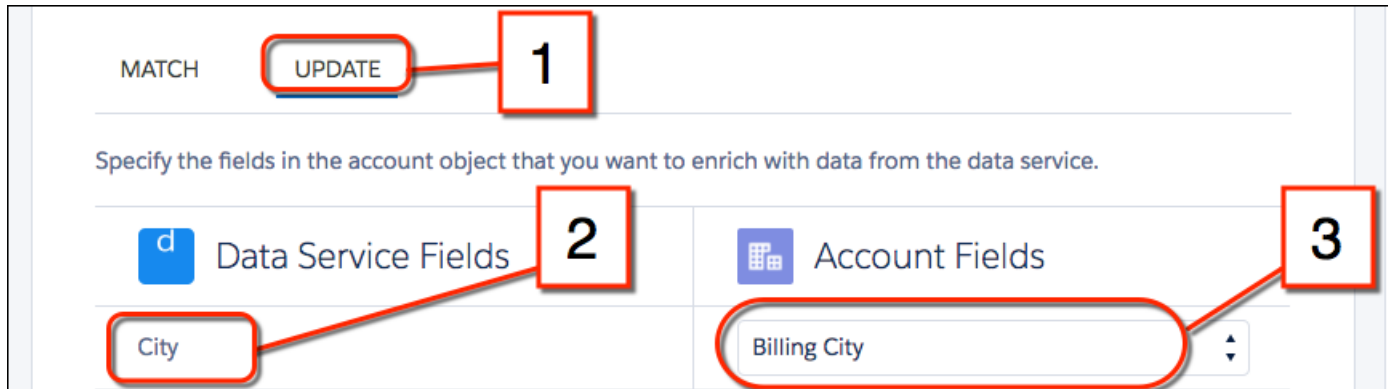 MATCH UPDATE 1
Specify the fields in the account object that you want to enrich with data from the data service.
d Data Service Fields 2 Account Fields 3
City Billing City